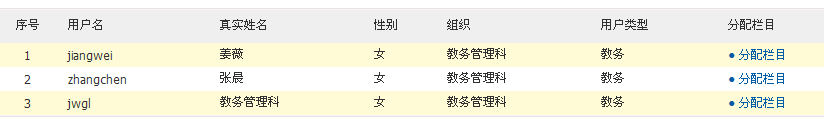 序号 用户名 真实姓名 性别 组织 用户类型 分配栏目
1 jiangwei 姜薇 女 教务管理科 教务 • 分配栏目
2 zhangchen 张晨 女 教务管理科 教务 • 分配栏目
3 jwgl 教务管理科 女 教务管理科 教务 • 分配栏目